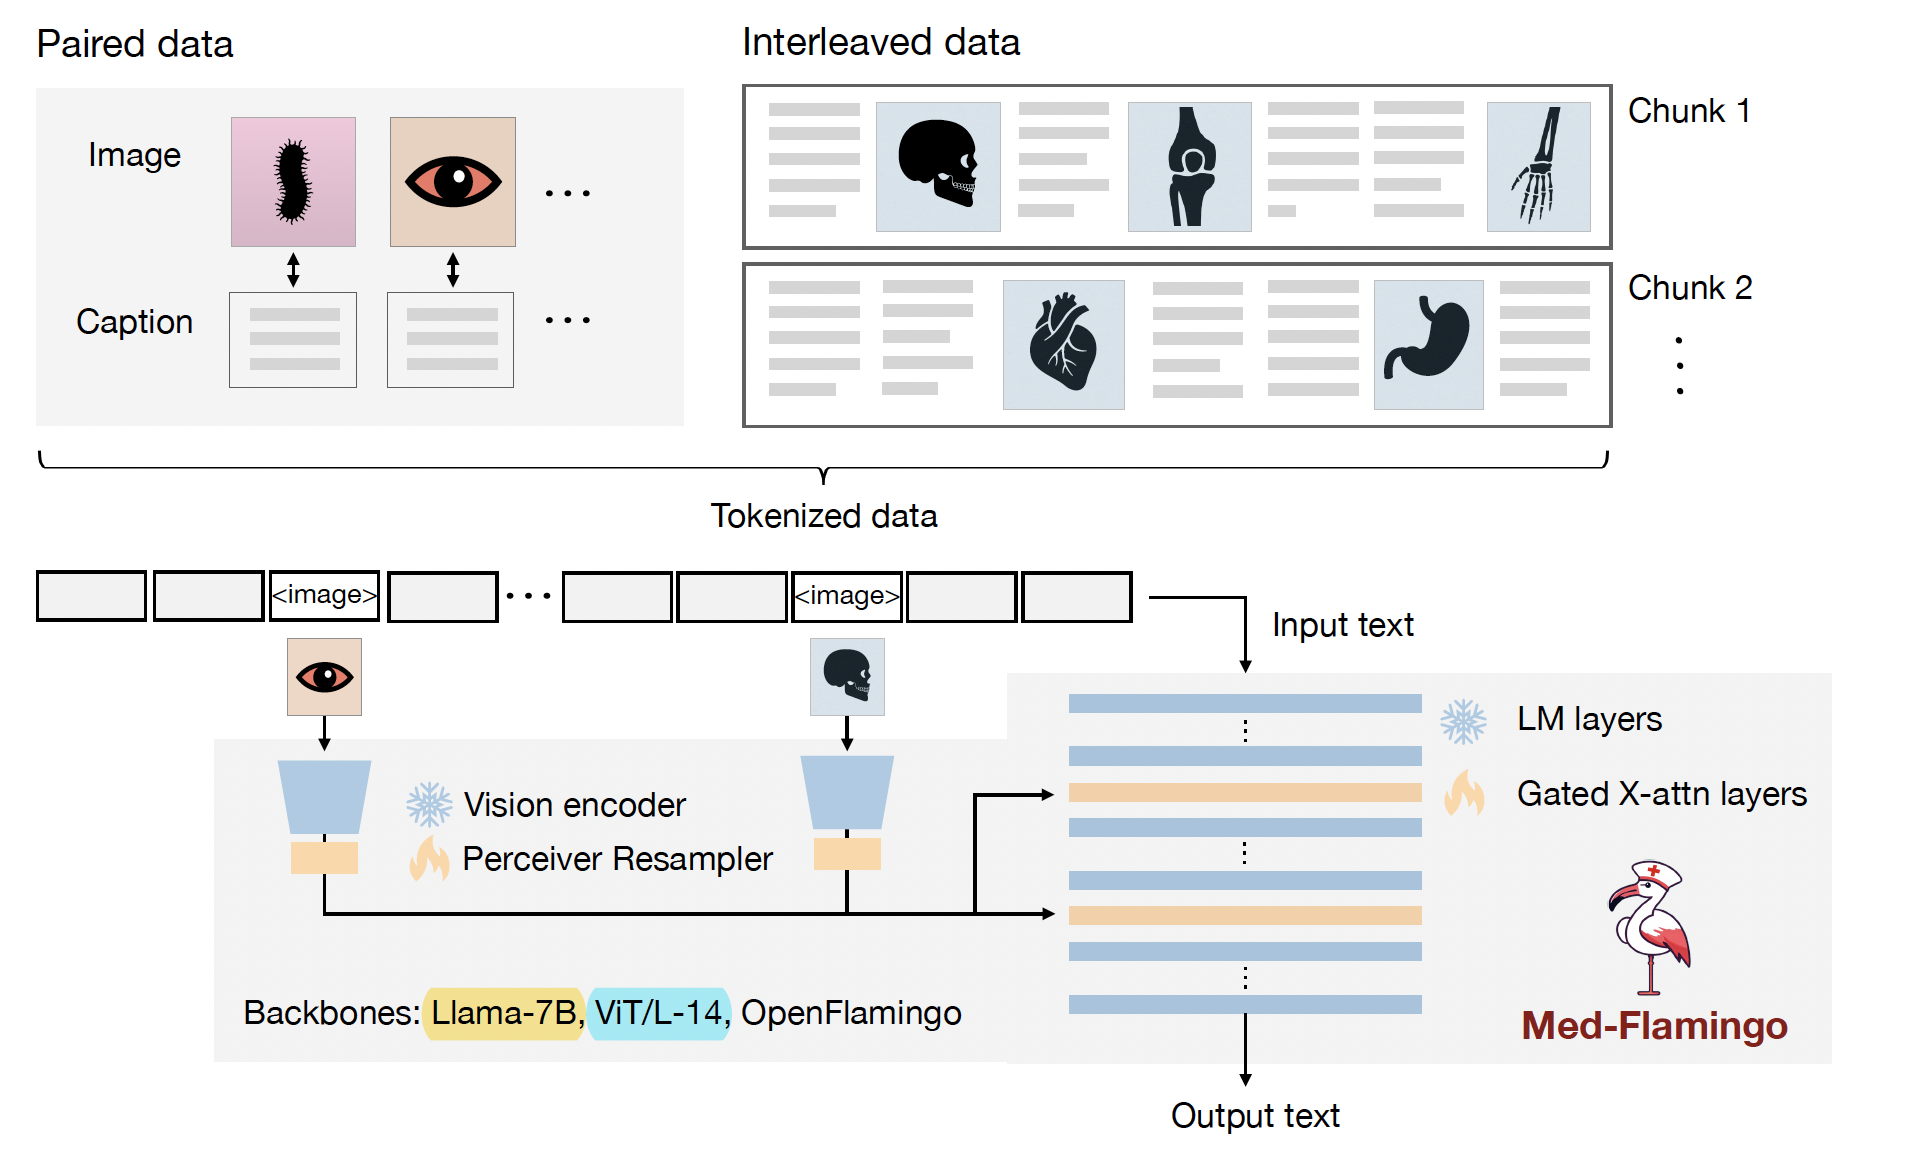 Paired data
Interleaved data
Image
Caption
Chunk 1
Chunk 2
Tokenized data
<image>
<image>
Input text
Vision encoder
Perceiver Resampler
LM layers
Gated X-attn layers
Backbones: Llama-7B, ViT/L-14, OpenFlamingo
Med-Flamingo
Output text